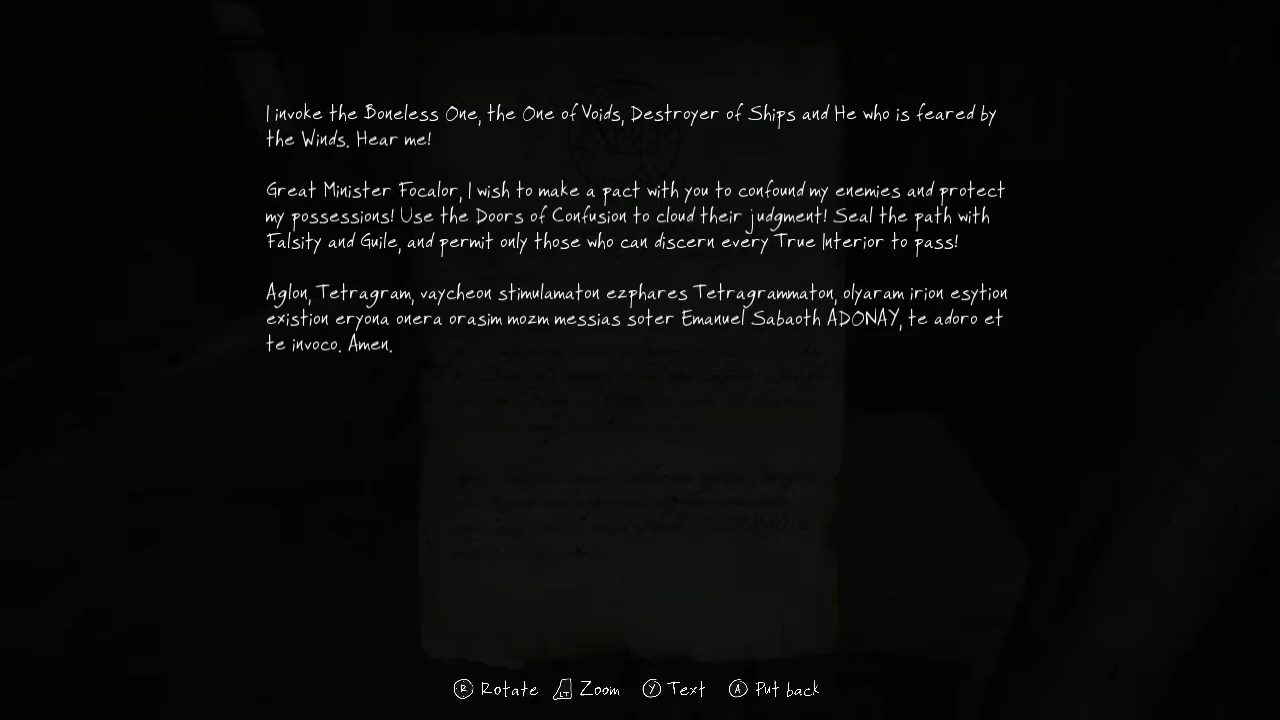 I invoke the Boneless One, the One of Voids, Destroyer of Ships and He who is feared by
the Winds. Hear me!
Great Minister Focalor, I wish to make a pact with you to confound my enemies and protect
my possessions! Use the Doors of Confusion to cloud their judgment! Seal the path with
Falsity and Guile, and permit only those who can discern every True Interior to pass!
Aglon, Tetragram, vaycheon stimulamaton ezphares Tetragrammaton, olyaram irion esytion
existion eryona onera orasim mozm messias soter Emanuel Sabaoth ADONAY, te adoro et
te invoco. Amen.
R Rotate LT Zoom Y Text A Put back